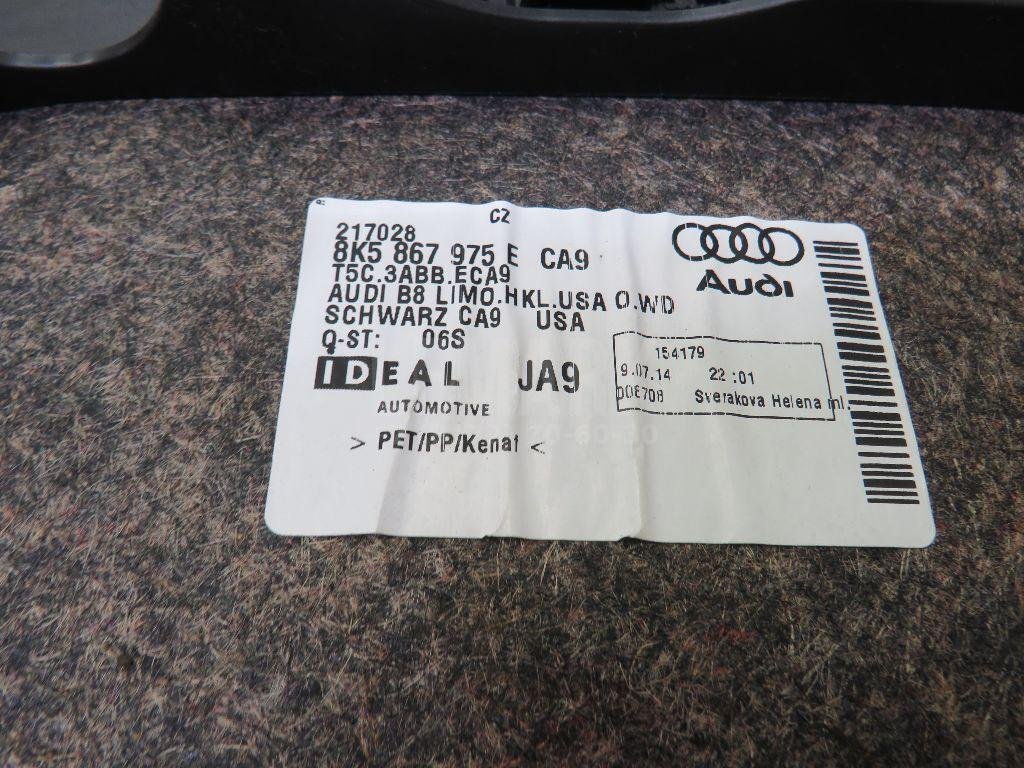 CZ
217028
8K5 867 975 E CA9
T5C.3ABB.ECA9
AUDI B8 LIMO.HKL.USA O.WD
SCHWARZ CA9 USA
Q-ST: 06S
IDEAL JA9
AUTOMOTIVE
> PET/PP/Kenaf <
Audi
154179
9.07.14 22:01
Sverakova Helena ml.